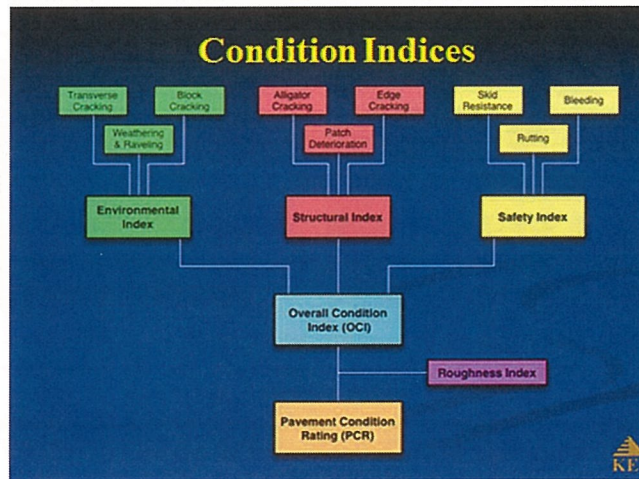 Condition Indices
Transverse
Cracking
Block
Cracking
Weathering
& Raveling
Alligator
Cracking
Edge
Cracking
Patch
Deterioration
Skid
Resistance
Bleeding
Rutting
Environmental
Index
Structural Index
Safety Index
Overall Condition
Index (OCI)
Roughness Index
Pavement Condition
Rating (PCR)
KE